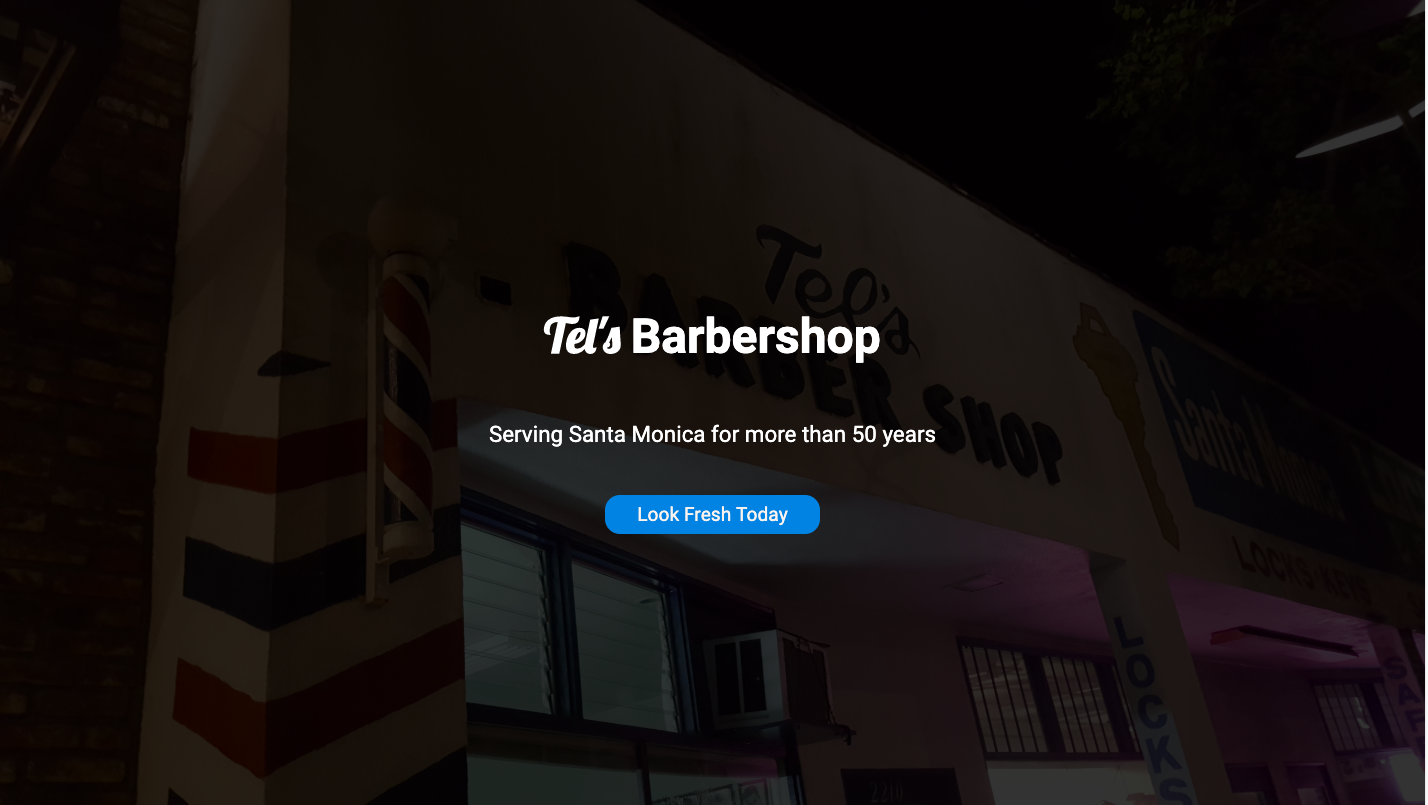 Tel's
BARBER SHOP
Tel's Barbershop
Serving Santa Monica for more than 50 years
Look Fresh Today
Santa Monica
LOCKS KEYS
LOCKS
SAF
2210